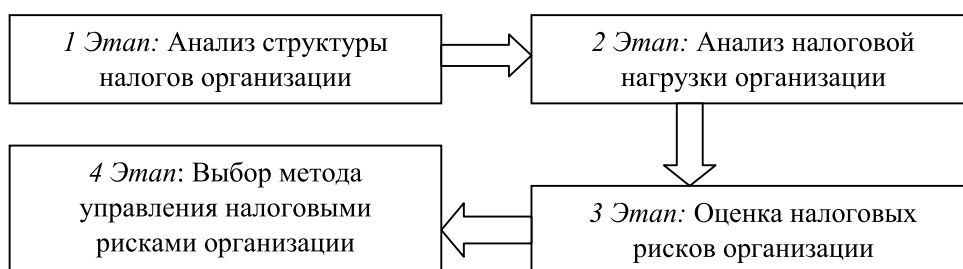 1 Этап: Анализ структуры
налогов организации
2 Этап: Анализ налоговой
нагрузки организации
3 Этап: Оценка налоговых
рисков организации
4 Этап: Выбор метода
управления налоговыми
рисками организации